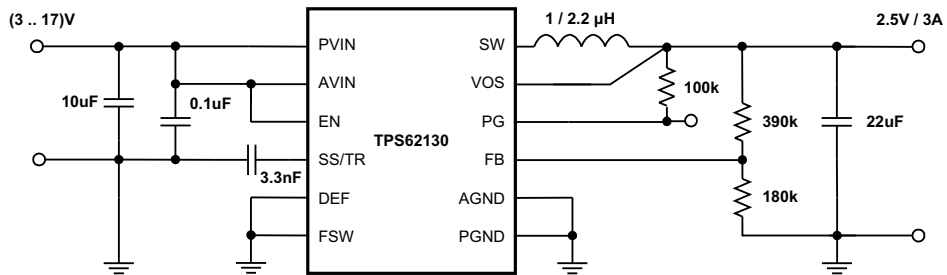 (3 .. 17)V
1 / 2.2 µH
2.5V / 3A
PVIN
SW
AVIN
VOS
10uF
0.1uF
100k
EN
PG
390k
22uF
TPS62130
SS/TR
FB
3.3nF
180k
DEF
AGND
FSW
PGND